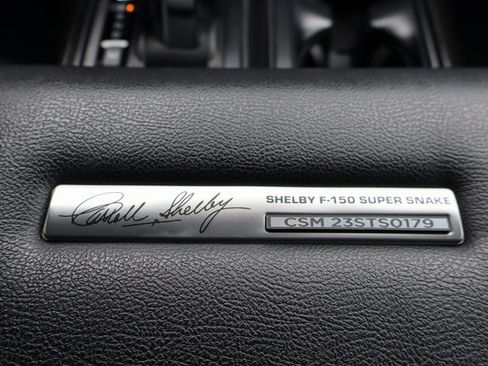 Carroll Shelby
SHELBY F-150 SUPER SNAKE
CSM 23STS0179